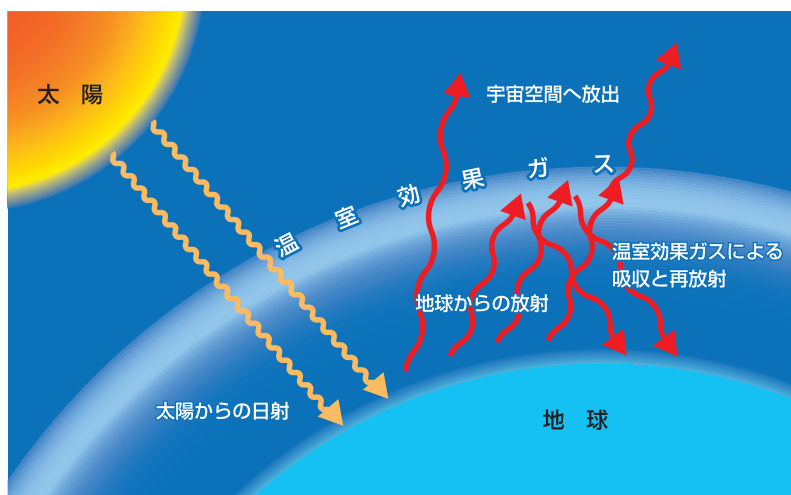 太 陽
宇宙空間へ放出
温室効果ガス
温室効果ガスによる
吸収と再放射
地球からの放射
太陽からの日射
地 球